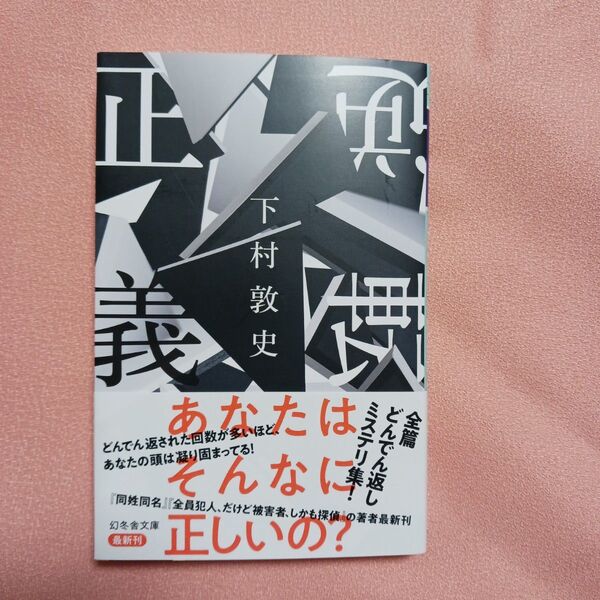 逆転
正義
下村敦史
全篇
どんでん返し
ミステリ集!
あなたは
そんなに
正しいの?
どんでん返された回数が多いほど、
あなたの頭は凝り固まってる!
『同姓同名』『全員犯人、だけど被害者、しかも探偵』の著者最新刊
幻冬舎文庫
最新刊